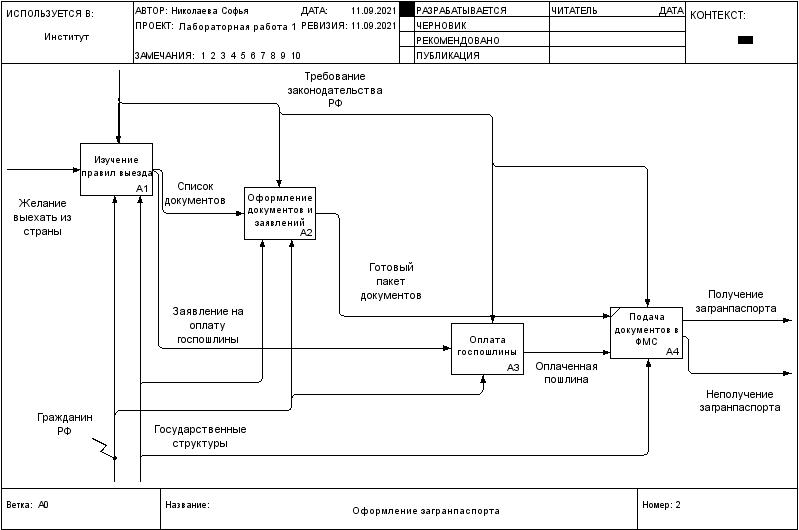 ИСПОЛЬЗУЕТСЯ В:
Институт
АВТОР: Николаева Софья
ДАТА: 11.09.2021
ПРОЕКТ: Лабораторная работа 1
РЕВИЗИЯ: 11.09.2021
ЗАМЕЧАНИЯ: 1 2 3 4 5 6 7 8 9 10
РАЗРАБАТЫВАЕТСЯ
ЧЕРНОВИК
РЕКОМЕНДОВАНО
ПУБЛИКАЦИЯ
ЧИТАТЕЛЬ
ДАТА
КОНТЕКСТ:
Требование
законодательства
РФ
Изучение
правил выезда
A1
Желание
выехать из
страны
Список
документов
Оформление
документов и
заявлений
A2
Готовый
пакет
документов
Заявление на
оплату
госпошлины
Оплата
госпошлины
A3
Оплаченная
пошлина
Подача
документов в
ФМС
A4
Получение
загранпаспорта
Неполучение
загранпаспорта
Гражданин
РФ
Государственные
структуры
Ветка: A0
Название:
Оформление загранпаспорта
Номер: 2